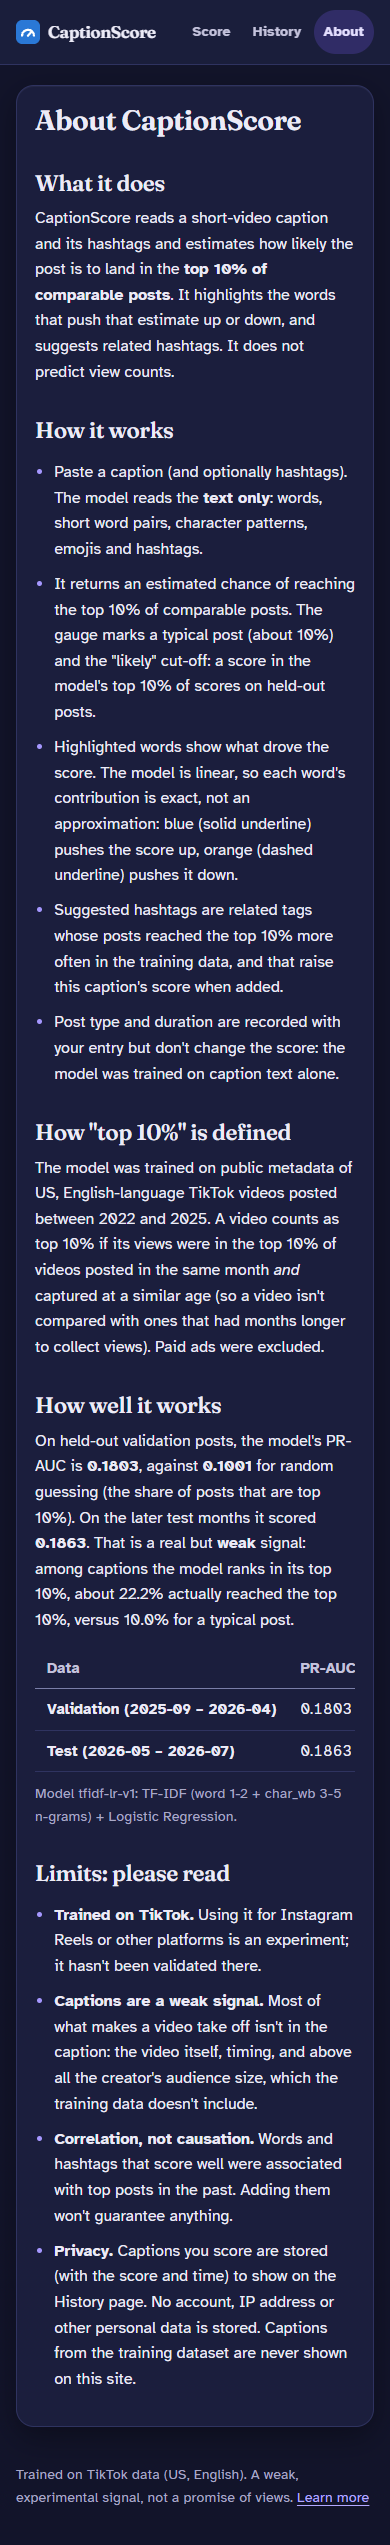 CaptionScore Score History About
About CaptionScore
What it does
CaptionScore reads a short-video caption
and its hashtags and estimates how likely the
post is to land in the top 10% of
comparable posts. It highlights the words
that push that estimate up or down, and
suggests related hashtags. It does not
predict view counts.
How it works
• Paste a caption (and optionally hashtags).
The model reads the text only: words,
short word pairs, character patterns,
emojis and hashtags.
• It returns an estimated chance of reaching
the top 10% of comparable posts. The
gauge marks a typical post (about 10%)
and the "likely" cut-off: a score in the
model's top 10% of scores on held-out
posts.
• Highlighted words show what drove the
score. The model is linear, so each word's
contribution is exact, not an
approximation: blue (solid underline)
pushes the score up, orange (dashed
underline) pushes it down.
• Suggested hashtags are related tags
whose posts reached the top 10% more
often in the training data, and that raise
this caption's score when added.
• Post type and duration are recorded with
your entry but don't change the score: the
model was trained on caption text alone.
How "top 10%" is defined
The model was trained on public metadata of
US, English-language TikTok videos posted
between 2022 and 2025. A video counts as
top 10% if its views were in the top 10% of
videos posted in the same month and
captured at a similar age (so a video isn't
compared with ones that had months longer
to collect views). Paid ads were excluded.
How well it works
On held-out validation posts, the model's PR-
AUC is 0.1803, against 0.1001 for random
guessing (the share of posts that are top
10%). On the later test months it scored
0.1863. That is a real but weak signal:
among captions the model ranks in its top
10%, about 22.2% actually reached the top
10%, versus 10.0% for a typical post.
Data PR-AUC
Validation (2025-09 – 2026-04) 0.1803
Test (2026-05 – 2026-07) 0.1863
Model tfidf-lr-v1: TF-IDF (word 1-2 + char_wb 3-5
n-grams) + Logistic Regression.
Limits: please read
• Trained on TikTok. Using it for Instagram
Reels or other platforms is an experiment;
it hasn't been validated there.
• Captions are a weak signal. Most of
what makes a video take off isn't in the
caption: the video itself, timing, and above
all the creator's audience size, which the
training data doesn't include.
• Correlation, not causation. Words and
hashtags that score well were associated
with top posts in the past. Adding them
won't guarantee anything.
• Privacy. Captions you score are stored
(with the score and time) to show on the
History page. No account, IP address or
other personal data is stored. Captions
from the training dataset are never shown
on this site.
Trained on TikTok data (US, English). A weak,
experimental signal, not a promise of views. Learn more